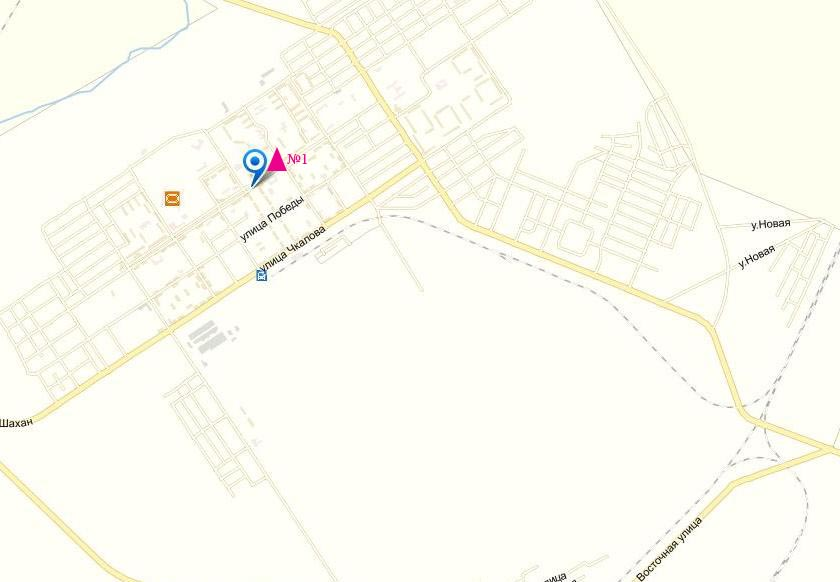 №1
улица Победы
у.Новая
улица Чкалова
у.Новая
Шахан
Восточная улица